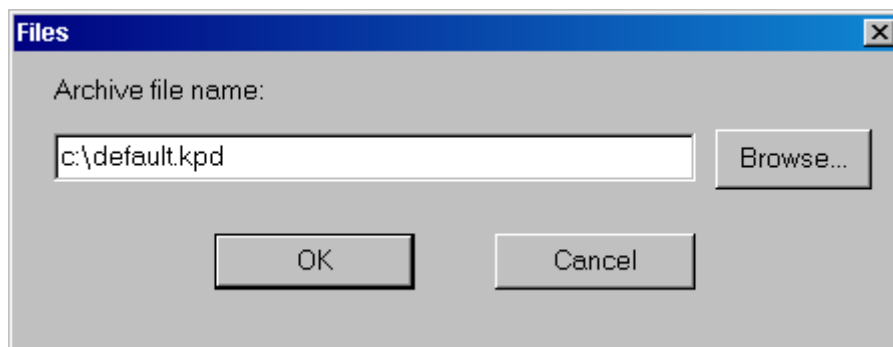 Files
Archive file name:
c:\default.kpd
Browse...
OK
Cancel